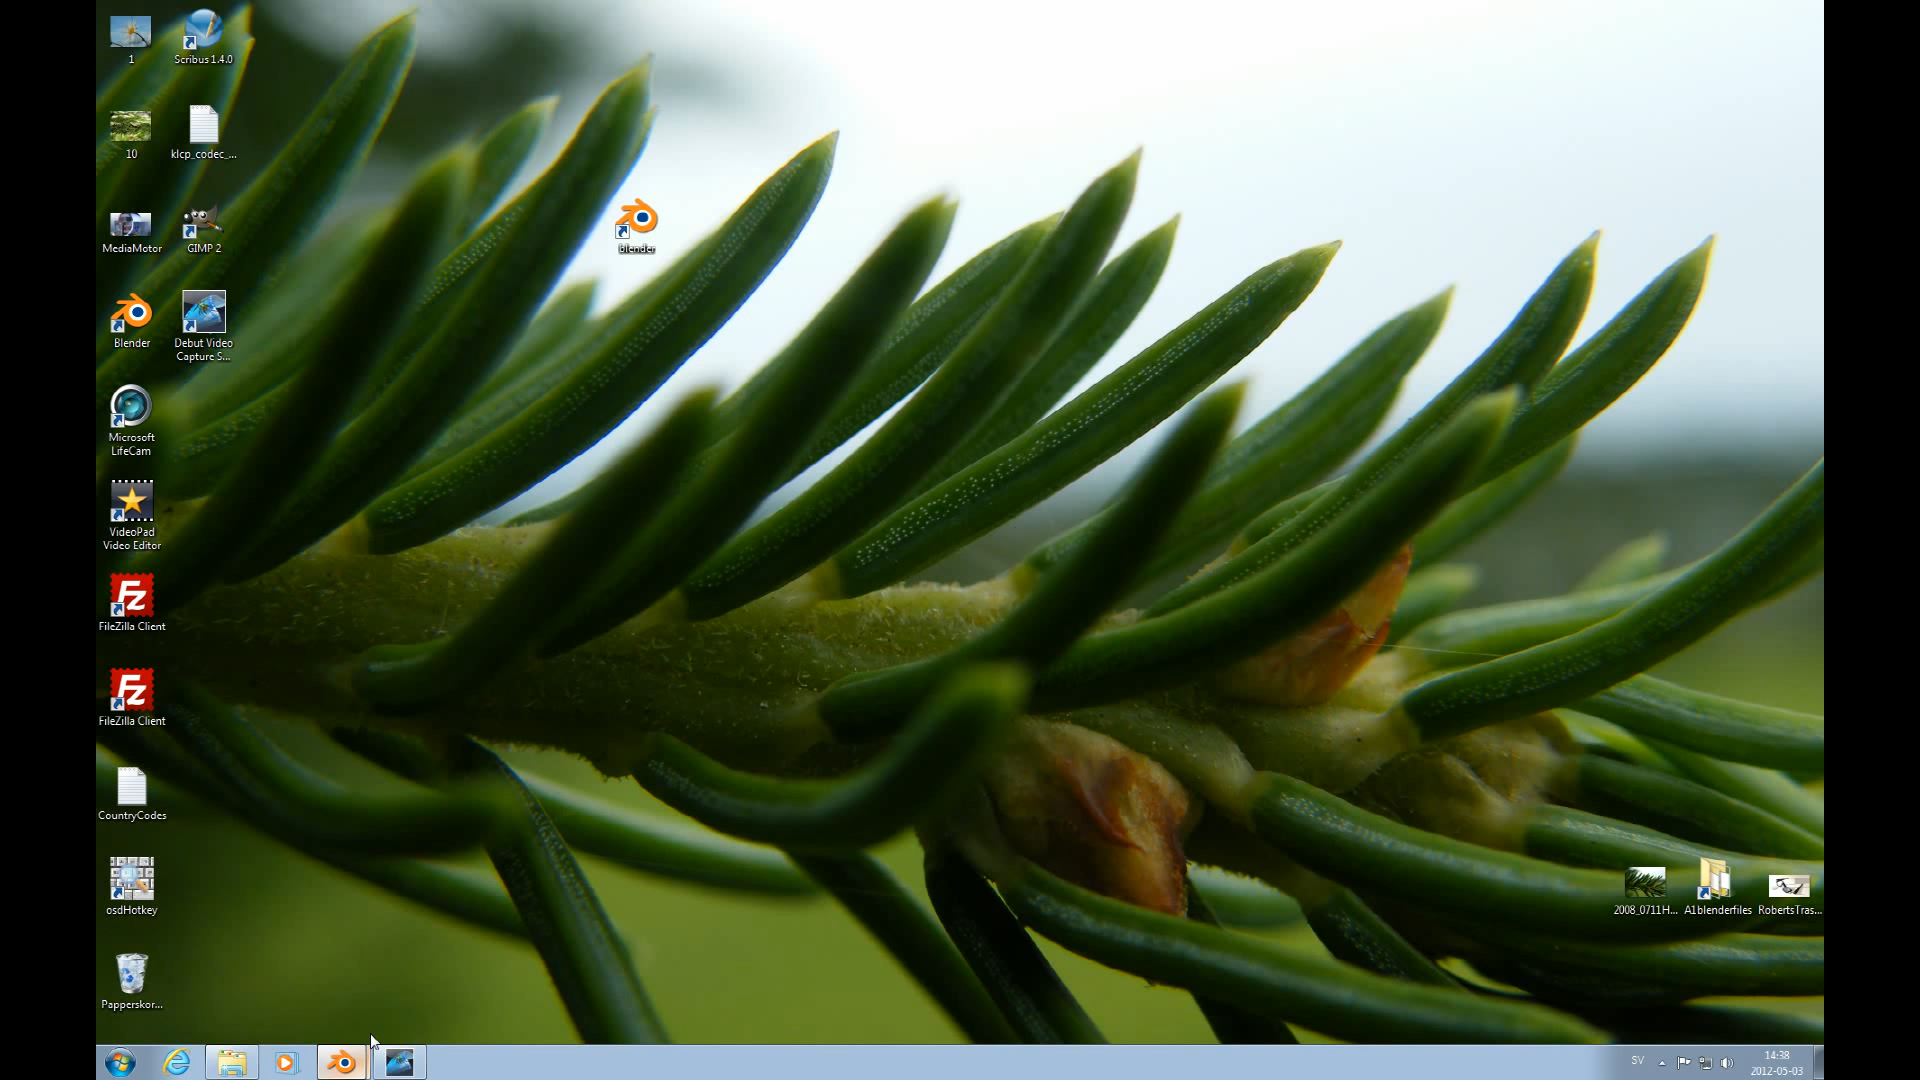 1
Scribus 1.4.0
10
klcp_codec_...
MediaMotor
GIMP 2
blender
Blender
Debut Video
Capture S...
Microsoft
LifeCam
VideoPad
Video Editor
FileZilla Client
FileZilla Client
CountryCodes
osdHotkey
2008_0711H...
A1blenderfiles
RobertsTras...
Papperskor...
SV
14:38
2012-05-03